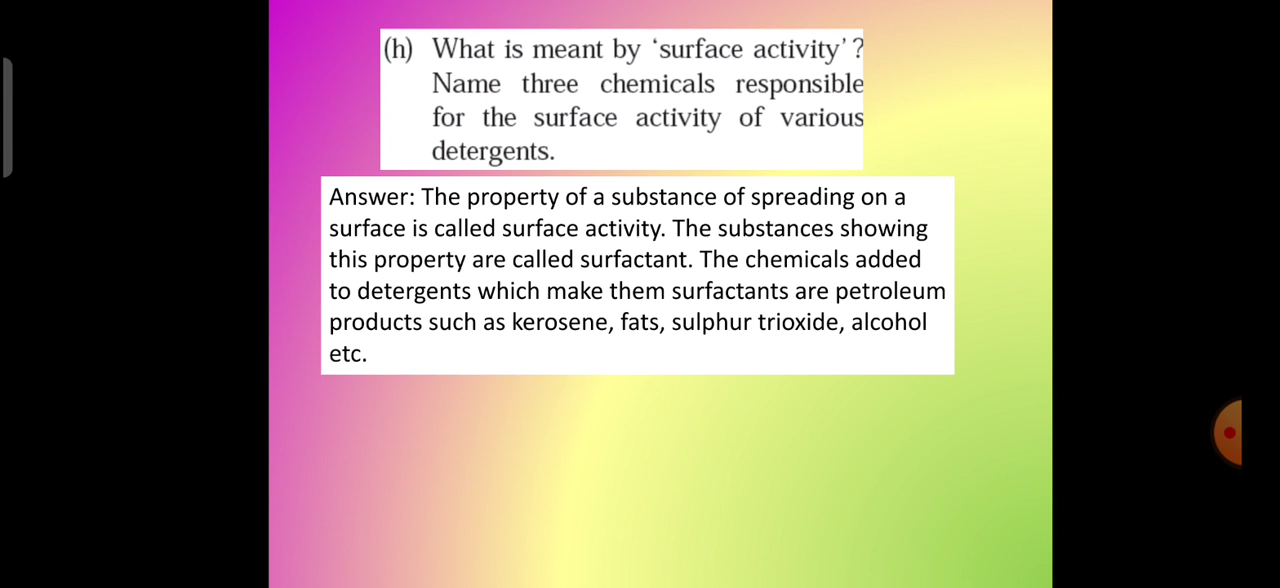 (h) What is meant by ‘surface activity’?
Name three chemicals responsible
for the surface activity of various
detergents.
Answer: The property of a substance of spreading on a
surface is called surface activity. The substances showing
this property are called surfactant. The chemicals added
to detergents which make them surfactants are petroleum
products such as kerosene, fats, sulphur trioxide, alcohol
etc.